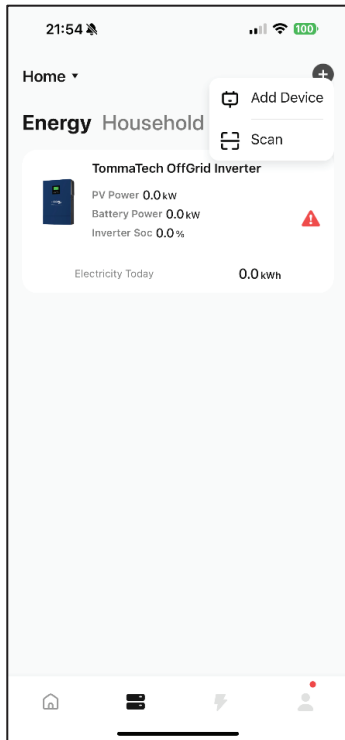 21:54
100
Home
Add Device
Energy Household
Scan
TommaTech OffGrid Inverter
PV Power 0.0 kW
Battery Power 0.0 kW
Inverter Soc 0.0 %
Electricity Today 0.0 kWh